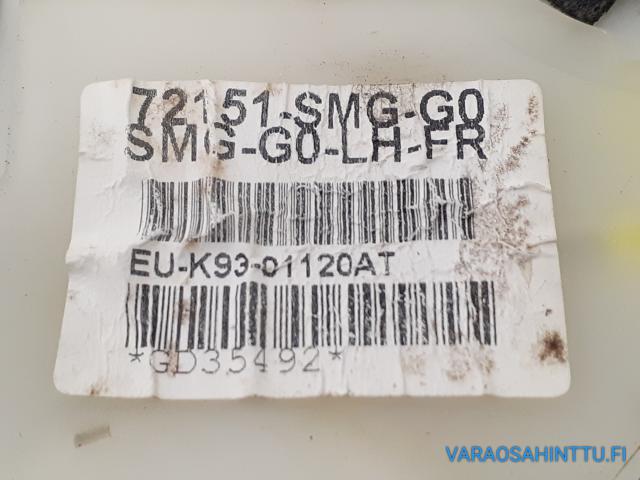 72151-SMG-G0
SMG-G0-LH-FR
EU-K93-01120AT
*GD35492*
VARAOSAHINTTU.FI